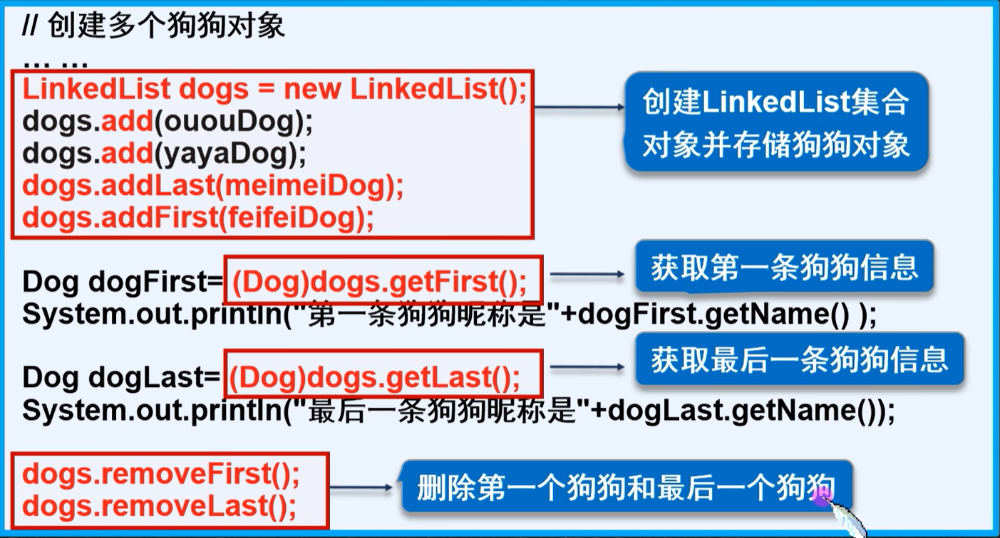 // 创建多个狗狗对象
… …
LinkedList dogs = new LinkedList();
dogs.add(ououDog);
dogs.add(yayaDog);
dogs.addLast(meimeiDog);
dogs.addFirst(feifeiDog);
创建LinkedList集合
对象并存储狗狗对象
Dog dogFirst=(Dog)dogs.getFirst();
获取第一条狗狗信息
System.out.println("第一条狗狗昵称是"+dogFirst.getName() );
Dog dogLast=(Dog)dogs.getLast();
获取最后一条狗狗信息
System.out.println("最后一条狗狗昵称是"+dogLast.getName());
dogs.removeFirst();
dogs.removeLast();
删除第一个狗狗和最后一个狗狗